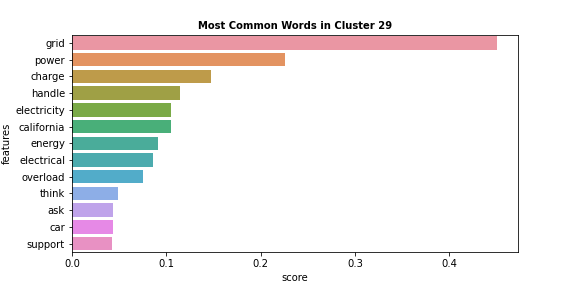 Most Common Words in Cluster 29
grid
power
charge
handle
electricity
california
energy
electrical
overload
think
ask
car
support
features
0.0 0.1 0.2 0.3 0.4
score